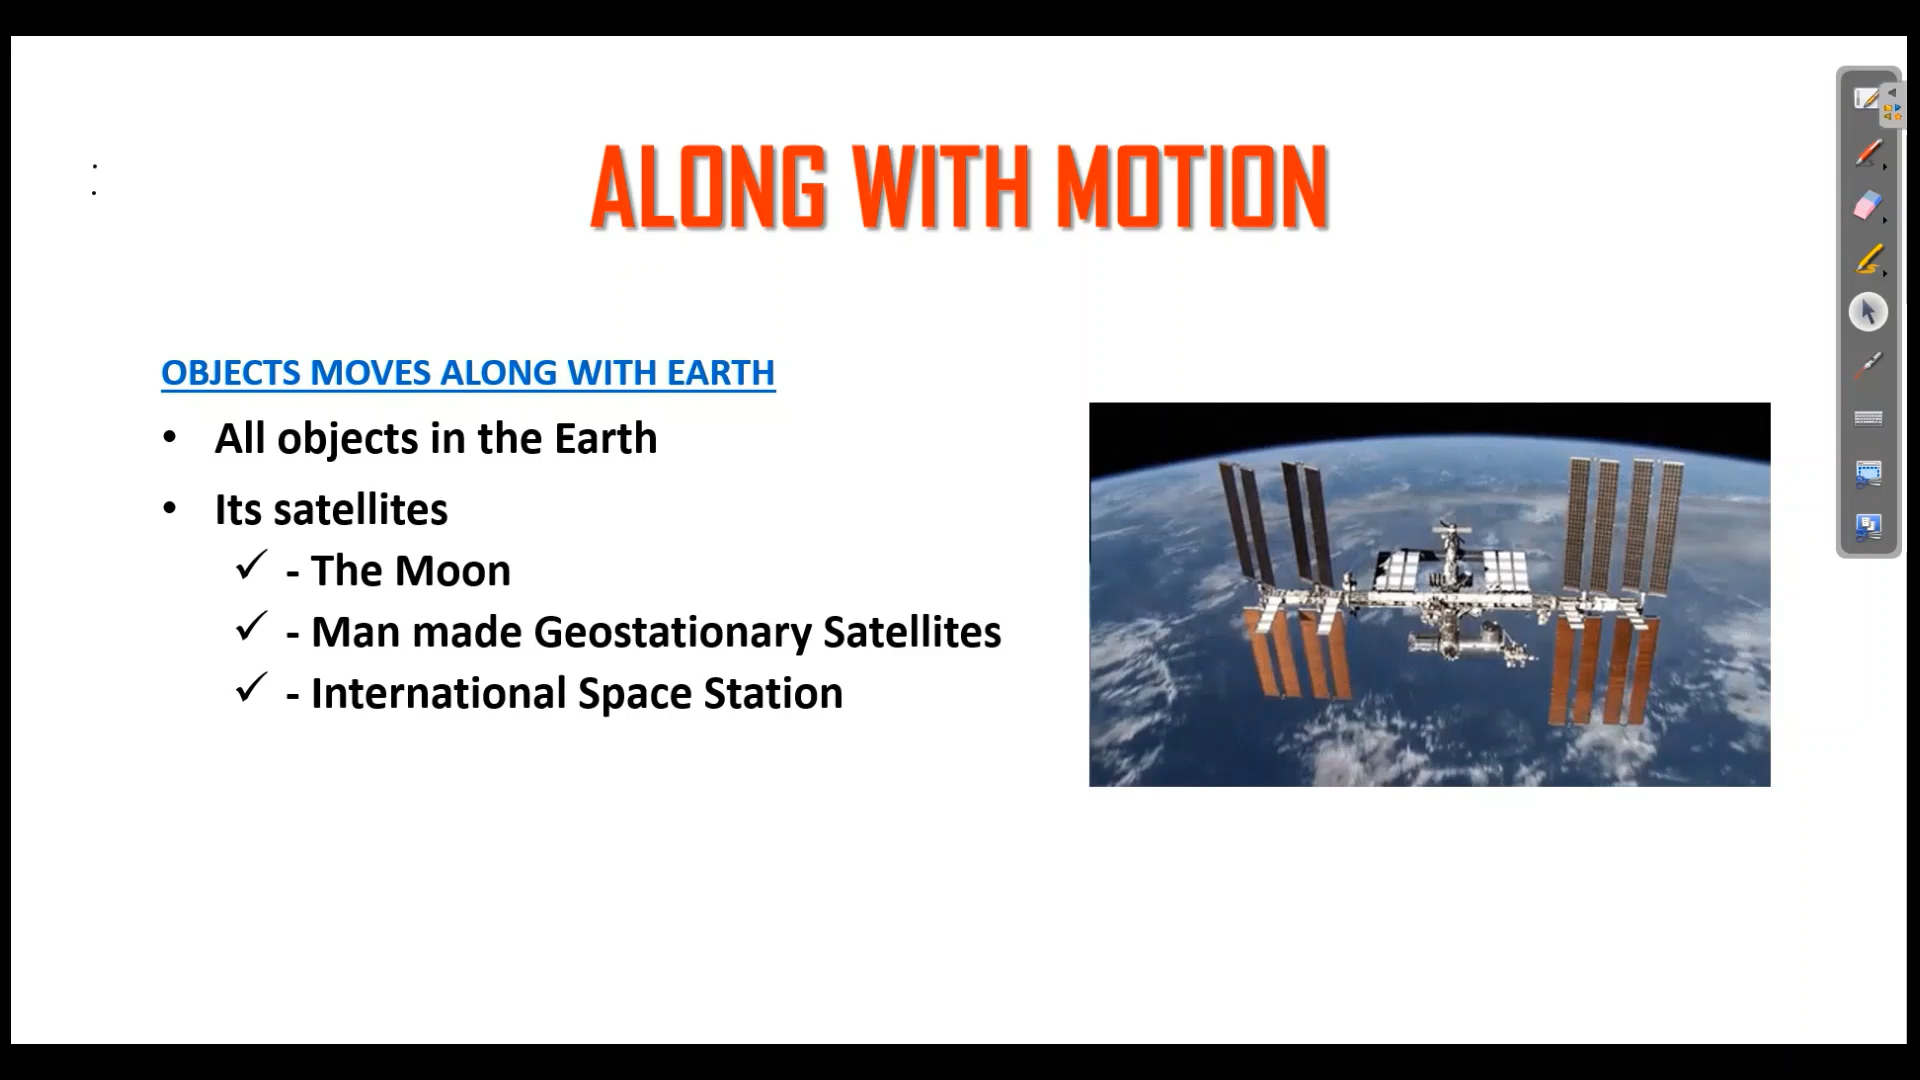 ALONG WITH MOTION
OBJECTS MOVES ALONG WITH EARTH
• All objects in the Earth
• Its satellites
✓ - The Moon
✓ - Man made Geostationary Satellites
✓ - International Space Station